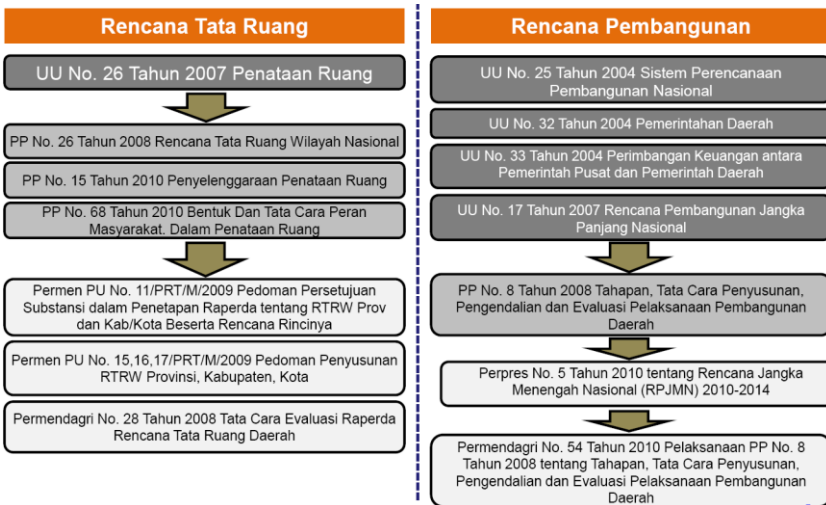 Rencana Tata Ruang
UU No. 26 Tahun 2007 Penataan Ruang
PP No. 26 Tahun 2008 Rencana Tata Ruang Wilayah Nasional
PP No. 15 Tahun 2010 Penyelenggaraan Penataan Ruang
PP No. 68 Tahun 2010 Bentuk Dan Tata Cara Peran
Masyarakat. Dalam Penataan Ruang
Permen PU No. 11/PRT/M/2009 Pedoman Persetujuan
Substansi dalam Penetapan Raperda tentang RTRW Prov
dan Kab/Kota Beserta Rencana Rincinya
Permen PU No. 15,16,17/PRT/M/2009 Pedoman Penyusunan
RTRW Provinsi, Kabupaten, Kota
Permendagri No. 28 Tahun 2008 Tata Cara Evaluasi Raperda
Rencana Tata Ruang Daerah
Rencana Pembangunan
UU No. 25 Tahun 2004 Sistem Perencanaan
Pembangunan Nasional
UU No. 32 Tahun 2004 Pemerintahan Daerah
UU No. 33 Tahun 2004 Perimbangan Keuangan antara
Pemerintah Pusat dan Pemerintah Daerah
UU No. 17 Tahun 2007 Rencana Pembangunan Jangka
Panjang Nasional
PP No. 8 Tahun 2008 Tahapan, Tata Cara Penyusunan,
Pengendalian dan Evaluasi Pelaksanaan Pembangunan
Daerah
Perpres No. 5 Tahun 2010 tentang Rencana Jangka
Menengah Nasional (RPJMN) 2010-2014
Permendagri No. 54 Tahun 2010 Pelaksanaan PP No. 8
Tahun 2008 tentang Tahapan, Tata Cara Penyusunan,
Pengendalian dan Evaluasi Pelaksanaan Pembangunan
Daerah